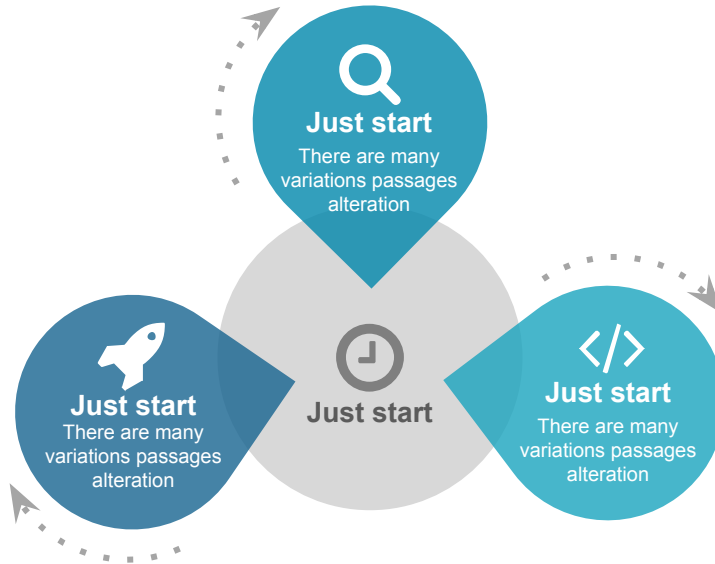 Just start
There are many
variations passages
alteration
Just start
Just start
There are many
variations passages
alteration
Just start
There are many
variations passages
alteration